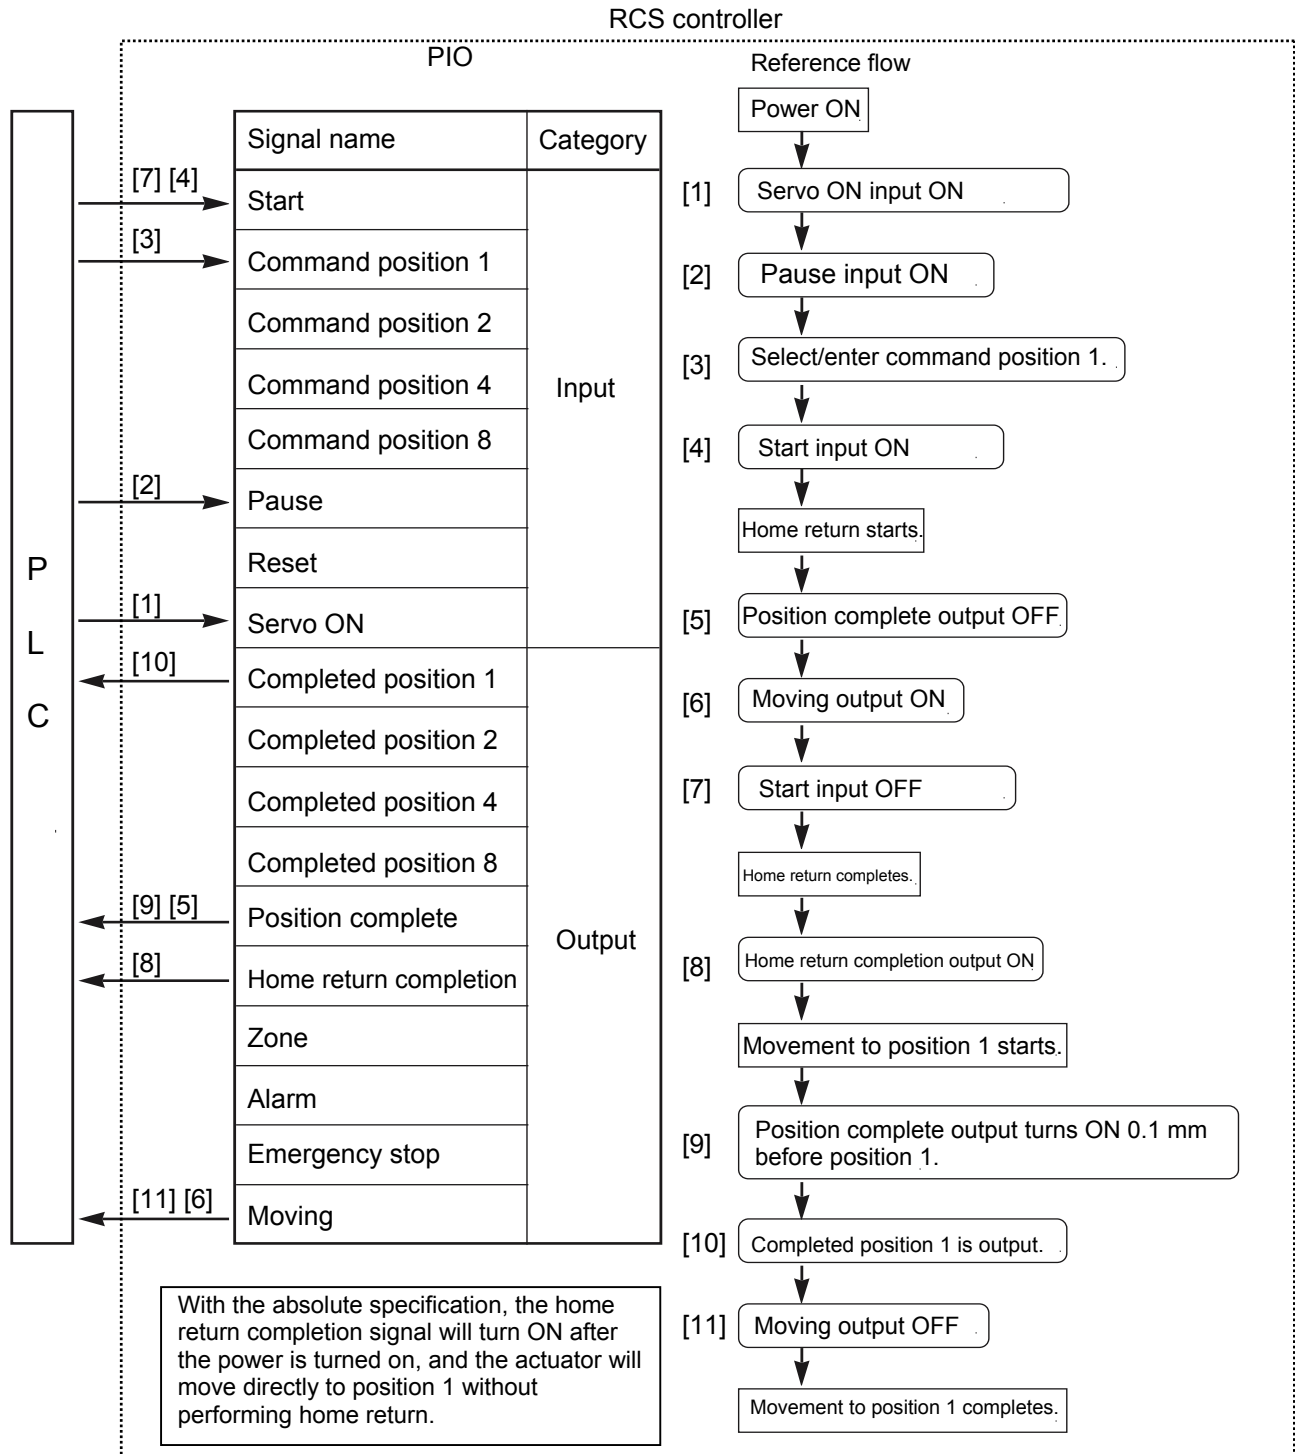 RCS controller
PIO
Reference flow
P
L
C
Signal name
Category
[7] [4]
Start
[3]
Command position 1
Command position 2
Command position 4
Input
Command position 8
[2]
Pause
Reset
[1]
Servo ON
[10]
Completed position 1
Completed position 2
Completed position 4
Completed position 8
[9] [5]
Position complete
Output
[8]
Home return completion
Zone
Alarm
Emergency stop
[11] [6]
Moving
With the absolute specification, the home
return completion signal will turn ON after
the power is turned on, and the actuator will
move directly to position 1 without
performing home return.
Power ON
[1] Servo ON input ON
[2] Pause input ON
[3] Select/enter command position 1.
[4] Start input ON
Home return starts.
[5] Position complete output OFF
[6] Moving output ON
[7] Start input OFF
Home return completes.
[8] Home return completion output ON
Movement to position 1 starts.
[9] Position complete output turns ON 0.1 mm
before position 1.
[10] Completed position 1 is output.
[11] Moving output OFF
Movement to position 1 completes.